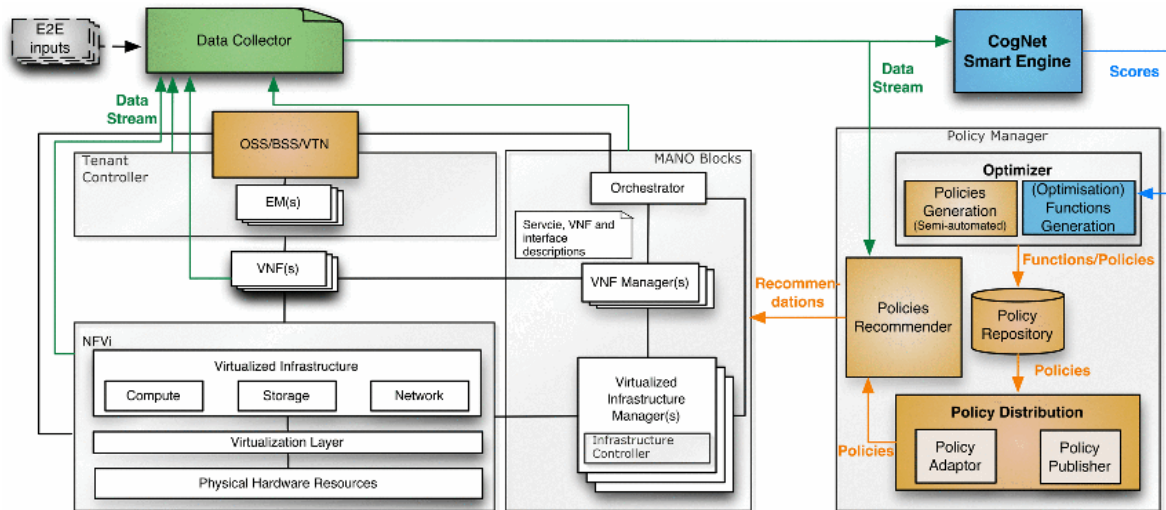 E2E
inputs
Data Collector
CogNet
Smart Engine
Scores
Data
Stream
Data
Stream
OSS/BSS/VTN
Tenant
Controller
EM(s)
VNF(s)
MANO Blocks
Orchestrator
Servcie, VNF and
interface
descriptions
VNF Manager(s)
Virtualized
Infrastructure
Manager(s)
Infrastructure
Controller
NFVi
Virtualized Infrastructure
Compute
Storage
Network
Virtualization Layer
Physical Hardware Resources
Recommen-
dations
Policy Manager
Optimizer
Policies
Generation
(Semi-automated)
(Optimisation)
Functions
Generation
Functions/Policies
Policies
Recommender
Policy
Repository
Policies
Policies
Policy Distribution
Policy
Adaptor
Policy
Publisher